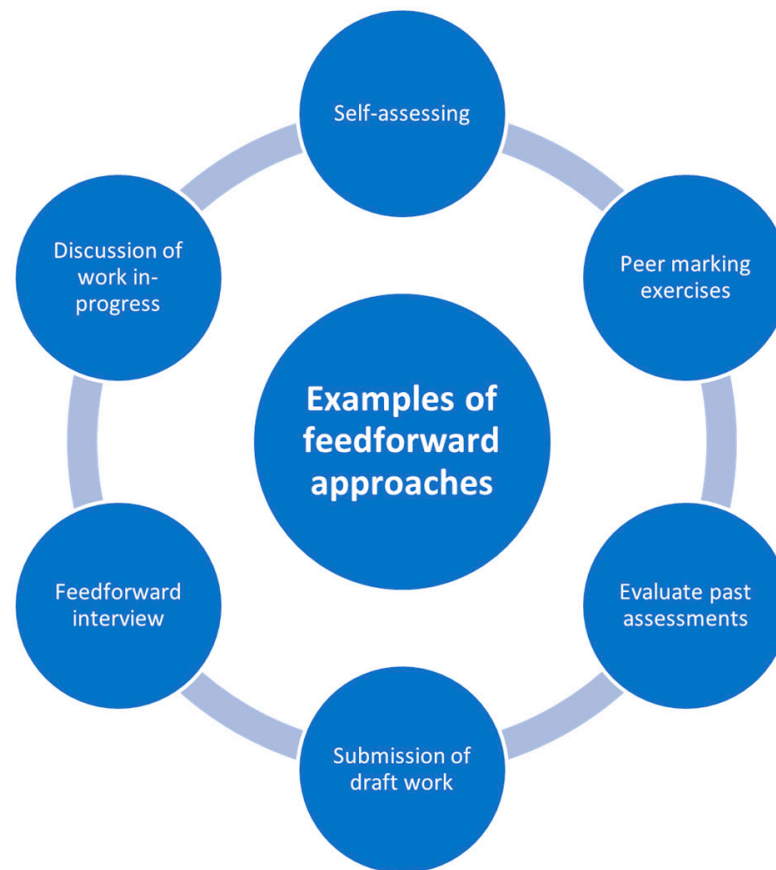 Self-assessing
Peer marking
exercises
Evaluate past
assessments
Submission of
draft work
Feedforward
interview
Discussion of
work in-
progress
Examples of
feedforward
approaches